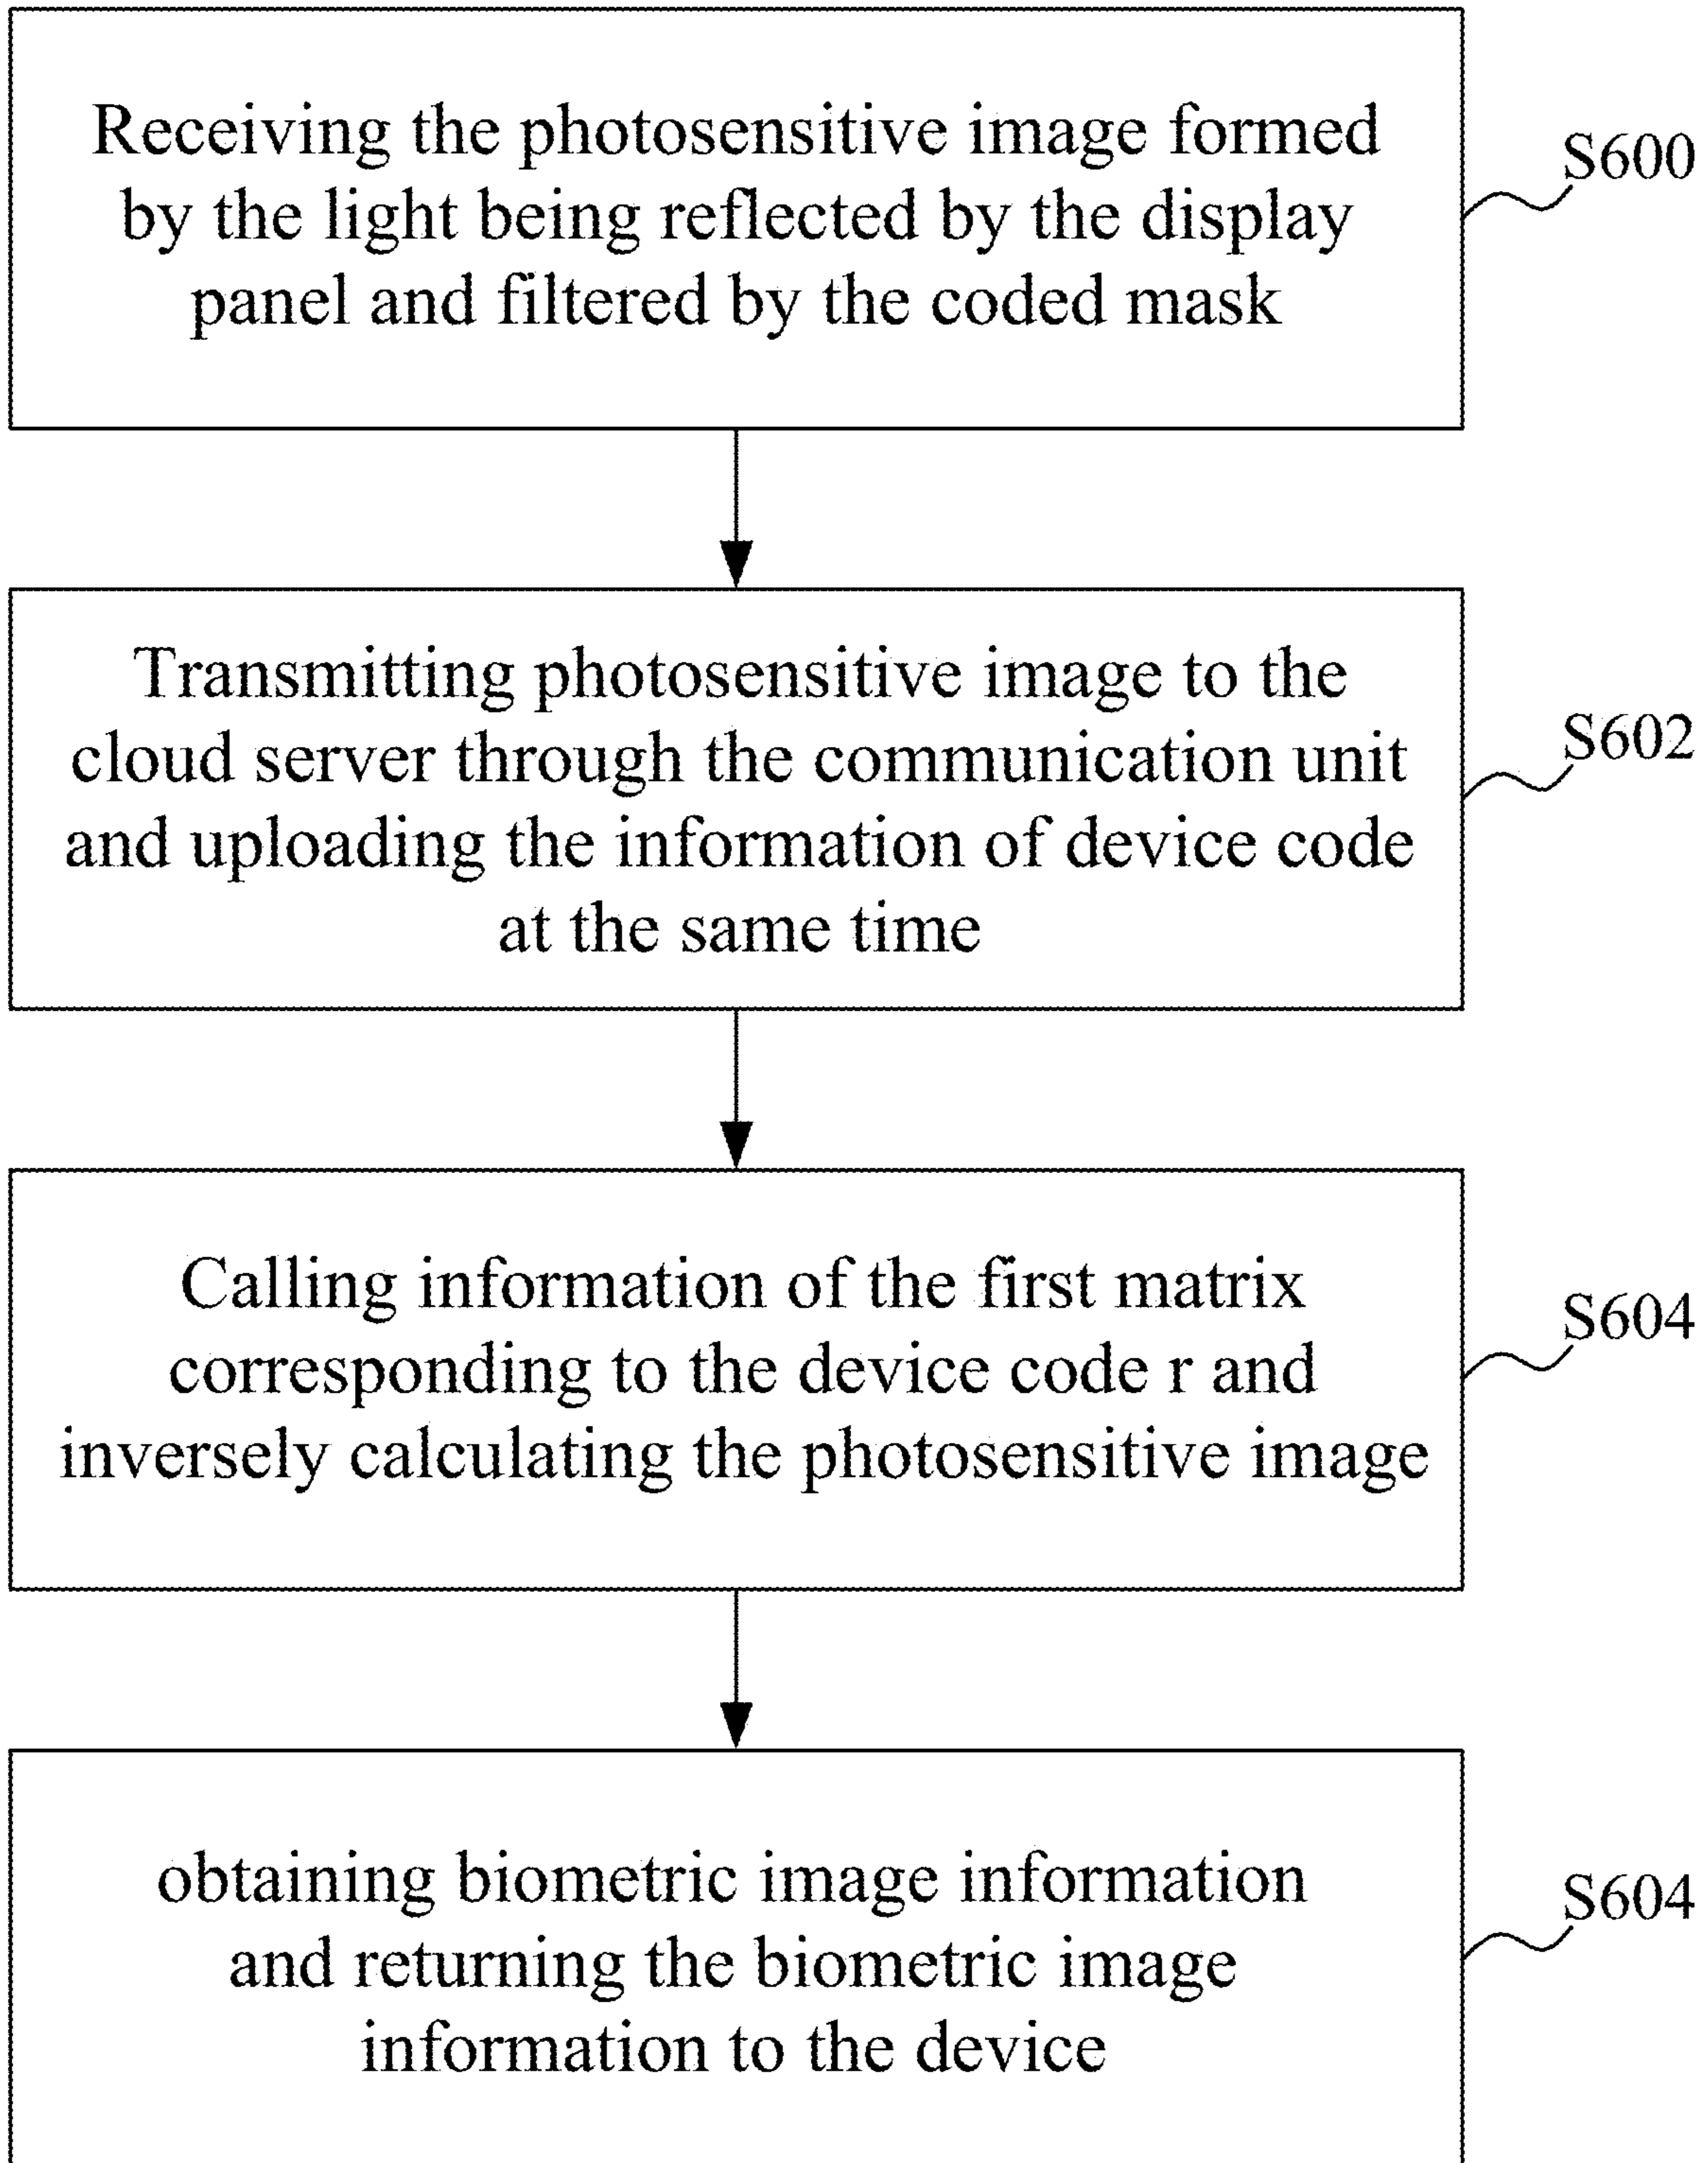 Receiving the photosensitive image formed
by the light being reflected by the display
panel and filtered by the coded mask
S600
Transmitting photosensitive image to the
cloud server through the communication unit
and uploading the information of device code
at the same time
S602
Calling information of the first matrix
corresponding to the device code r and
inversely calculating the photosensitive image
S604
obtaining biometric image information
and returning the biometric image
information to the device
S604